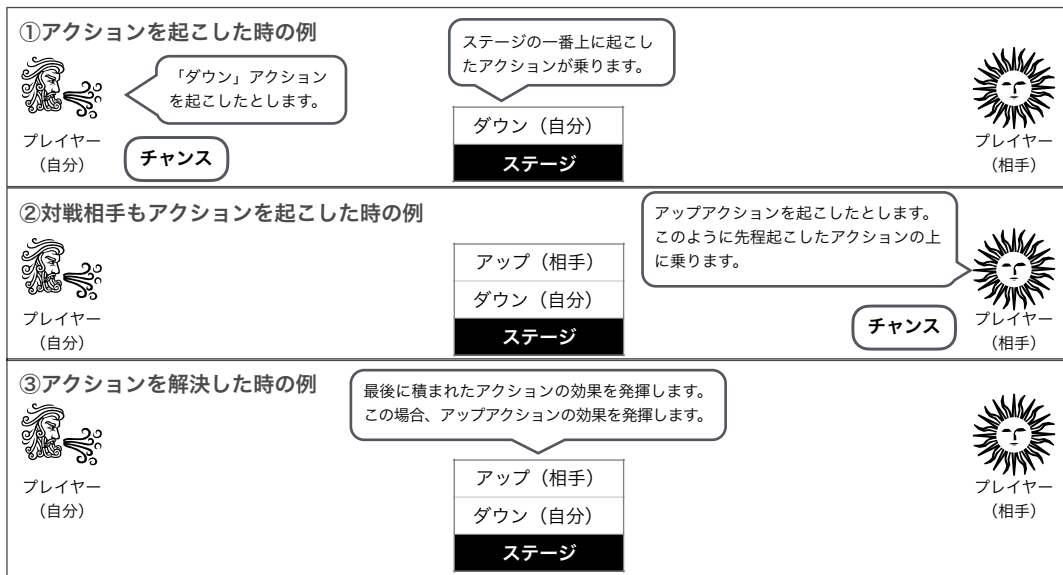 ①アクションを起こした時の例
ステージの一番上に起こし
たアクションが乗ります。
「ダウン」アクション
を起こしたとします。
プレイヤー
（自分）
チャンス
ダウン（自分）
ステージ
プレイヤー
（相手）
②対戦相手もアクションを起こした時の例
アップアクションを起こしたとします。
このように先程起こしたアクションの上
に乗ります。
プレイヤー
（自分）
アップ（相手）
ダウン（自分）
ステージ
チャンス
プレイヤー
（相手）
③アクションを解決した時の例
最後に積まれたアクションの効果を発揮します。
この場合、アップアクションの効果を発揮します。
プレイヤー
（自分）
アップ（相手）
ダウン（自分）
ステージ
プレイヤー
（相手）